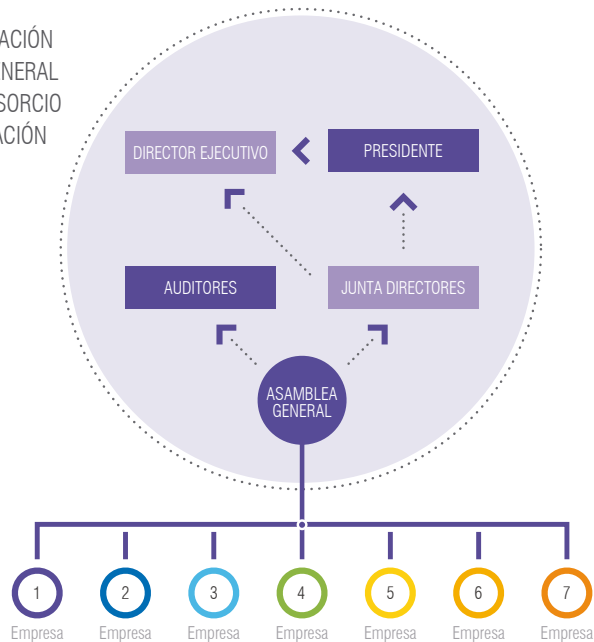 ACIÓN
ENERAL
SORCIO
ACIÓN
DIRECTOR EJECUTIVO
PRESIDENTE
AUDITORES
JUNTA DIRECTORES
ASAMBLEA
GENERAL
1 2 3 4 5 6 7
Empresa Empresa Empresa Empresa Empresa Empresa Empresa